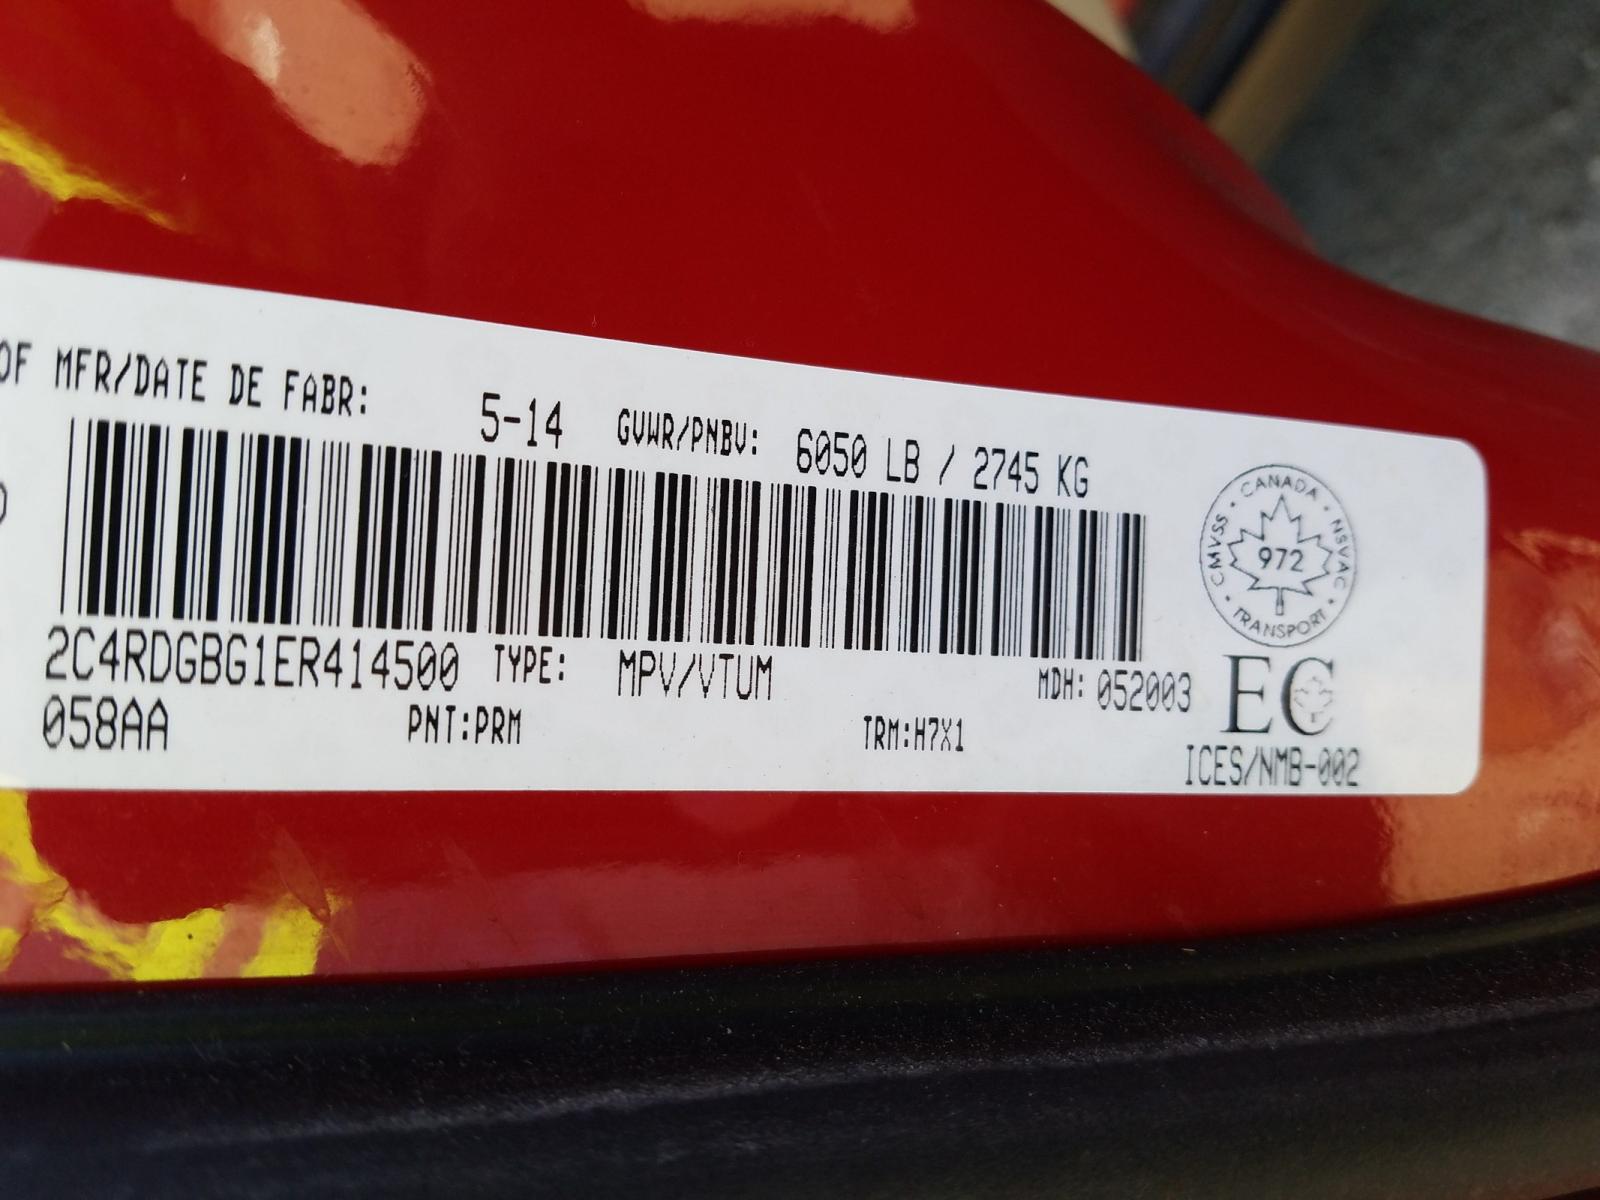 OF MFR/DATE DE FABR: 5-14 GVWR/PNBV: 6050 LB / 2745 KG
CANADA
CMVSS 972 NSVAC
TRANSPORT
2C4RDGBG1ER414500 TYPE: MPV/VTUM MDH: 052003 EC
058AA PNT:PRM TRM:H7X1
ICES/NMB-002